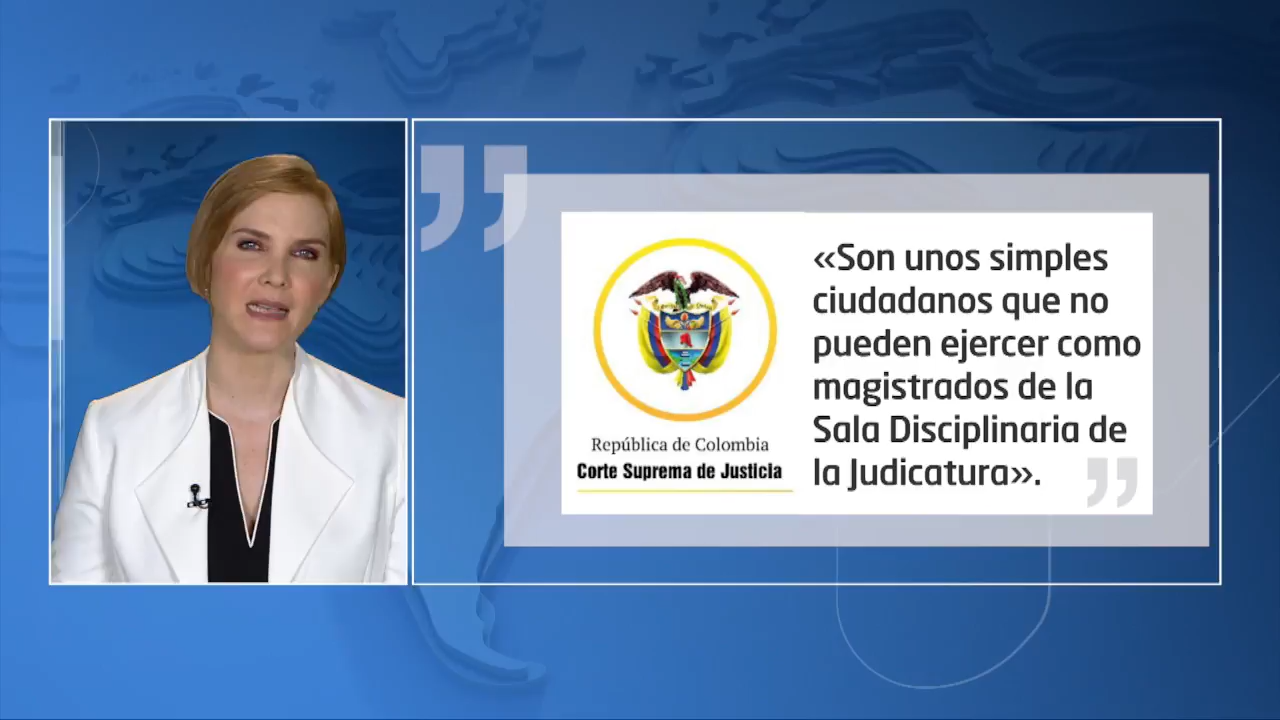 República de Colombia
Corte Suprema de Justicia
«Son unos simples
ciudadanos que no
pueden ejercer como
magistrados de la
Sala Disciplinaria de
la Judicatura».